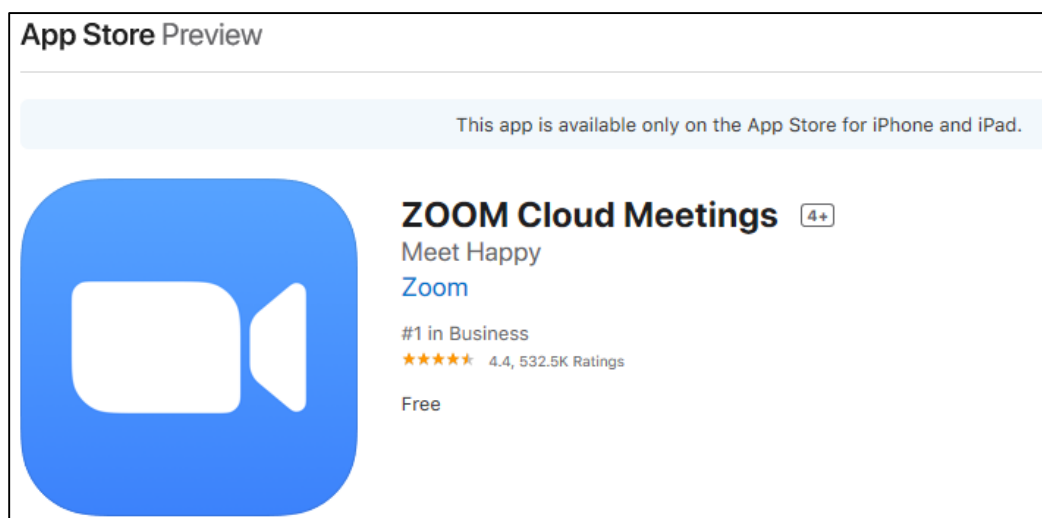 App Store Preview
This app is available only on the App Store for iPhone and iPad.
ZOOM Cloud Meetings 4+
Meet Happy
Zoom
#1 in Business
4.4, 532.5K Ratings
Free